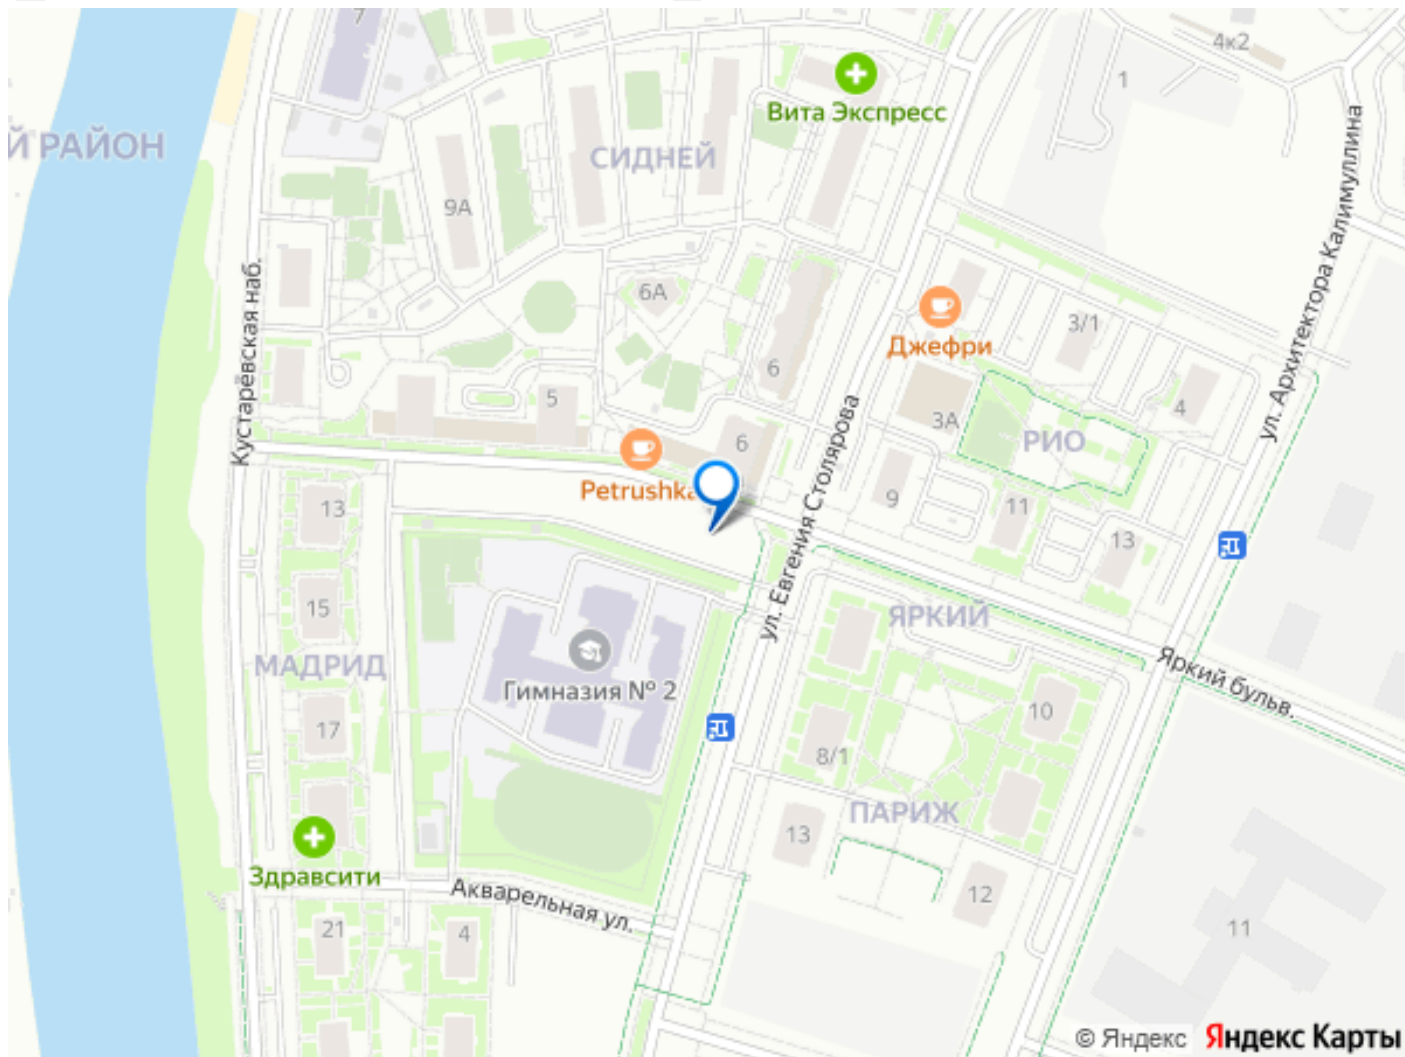 7
4к2
1
Вита Экспресс
Й РАЙОН
СИДНЕЙ
9А
ул. Архитектора Калимуллина
Кустарёвская наб.
6А
3/1
Джефри
6
5
4
3А
РИО
6
ул. Евгения Столярова
Petrushka
9
11
13
13
15
ЯРКИЙ
МАДРИД
Яркий бульв.
Гимназия № 2
17
10
8/1
ПАРИЖ
13
Здравсити
Акварельная ул.
12
21
4
11
© Яндекс Яндекс Карты